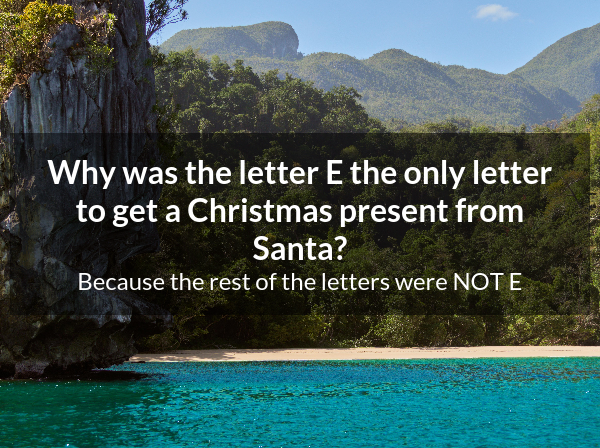 Why was the letter E the only letter
to get a Christmas present from
Santa?
Because the rest of the letters were NOT E